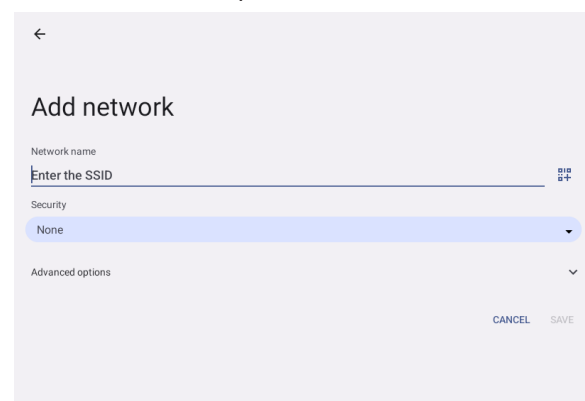 Add network
Network name
Enter the SSID
Security
None
Advanced options
CANCEL SAVE